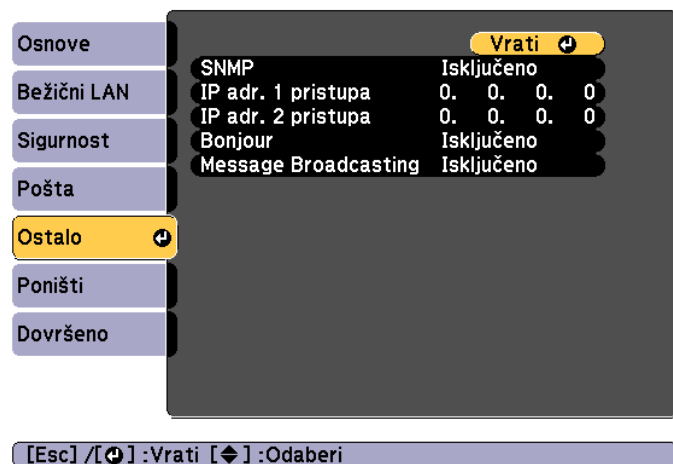 Osnove
Bežični LAN
Sigurnost
Pošta
Ostalo
Poništi
Dovršeno
Vrati
SNMP Isključeno
IP adr. 1 pristupa 0. 0. 0. 0
IP adr. 2 pristupa 0. 0. 0. 0
Bonjour Isključeno
Message Broadcasting Isključeno
[Esc] /[ ] :Vrati [ ] :Odaberi